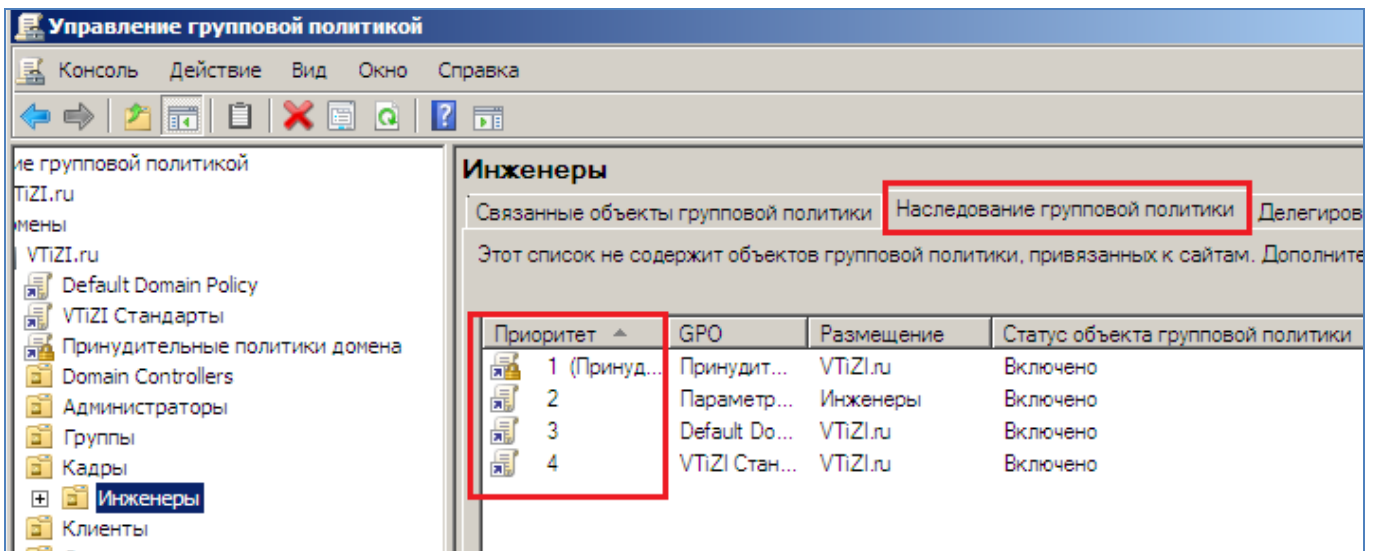 Управление групповой политикой
Консоль Действие Вид Окно Справка
ие групповой политикой
TiZI.ru
мены
VTiZI.ru
Default Domain Policy
VTiZI Стандарты
Принудительные политики домена
Domain Controllers
Администраторы
Группы
Кадры
Инженеры
Клиенты
Инженеры
Связанные объекты групповой политики Наследование групповой политики Делегиров
Этот список не содержит объектов групповой политики, привязанных к сайтам. Дополните
Приоритет GPO Размещение Статус объекта групповой политики
1 (Принуд... Принудит... VTiZI.ru Включено
2 Параметр... Инженеры Включено
3 Default Do... VTiZI.ru Включено
4 VTiZI Стан... VTiZI.ru Включено